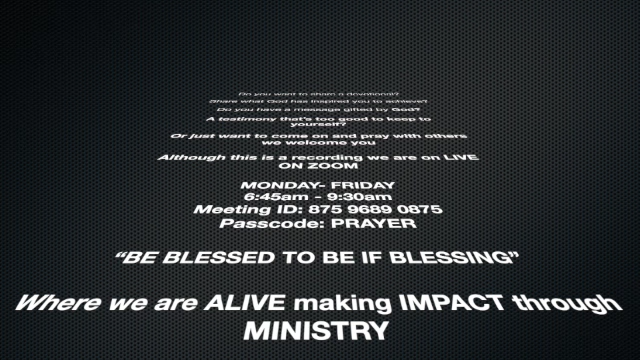 Do you want to share a devotional?
Share what God has inspired you to achieve?
Do you have a message gifted by God?
A testimony that's too good to keep to
yourself?
Or just want to come on and pray with others
we welcome you
Although this is a recording we are on LIVE
ON ZOOM
MONDAY- FRIDAY
6:45am - 9:30am
Meeting ID: 875 9689 0875
Passcode: PRAYER
“BE BLESSED TO BE IF BLESSING”
Where we are ALIVE making IMPACT through
MINISTRY